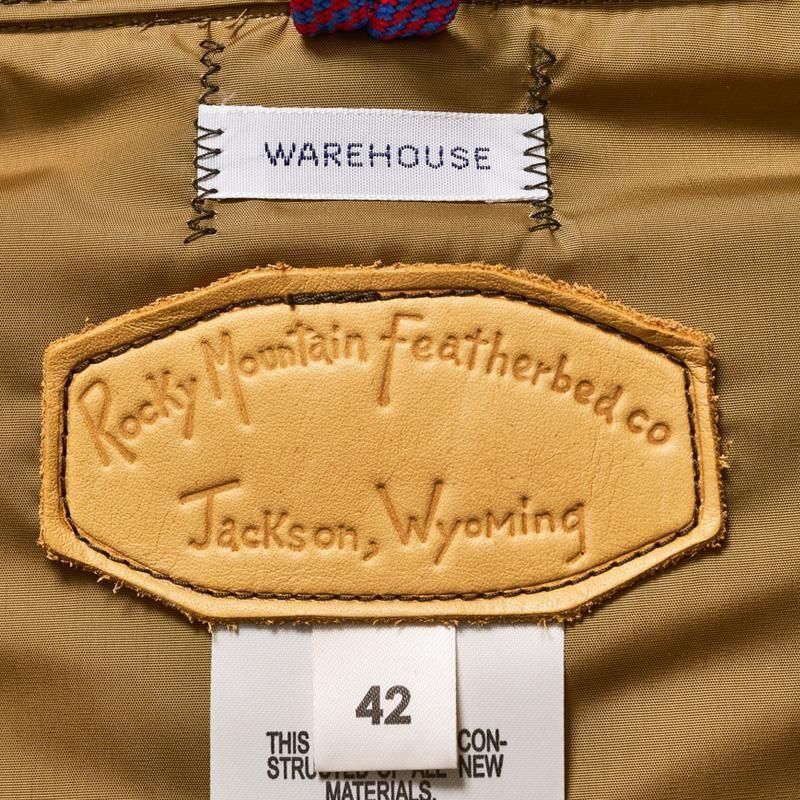 WAREHOUSE
Rocky Mountain Featherbed co
Jackson, Wyoming
42
THIS CON-
STRUCTED OF ALL NEW
MATERIALS.